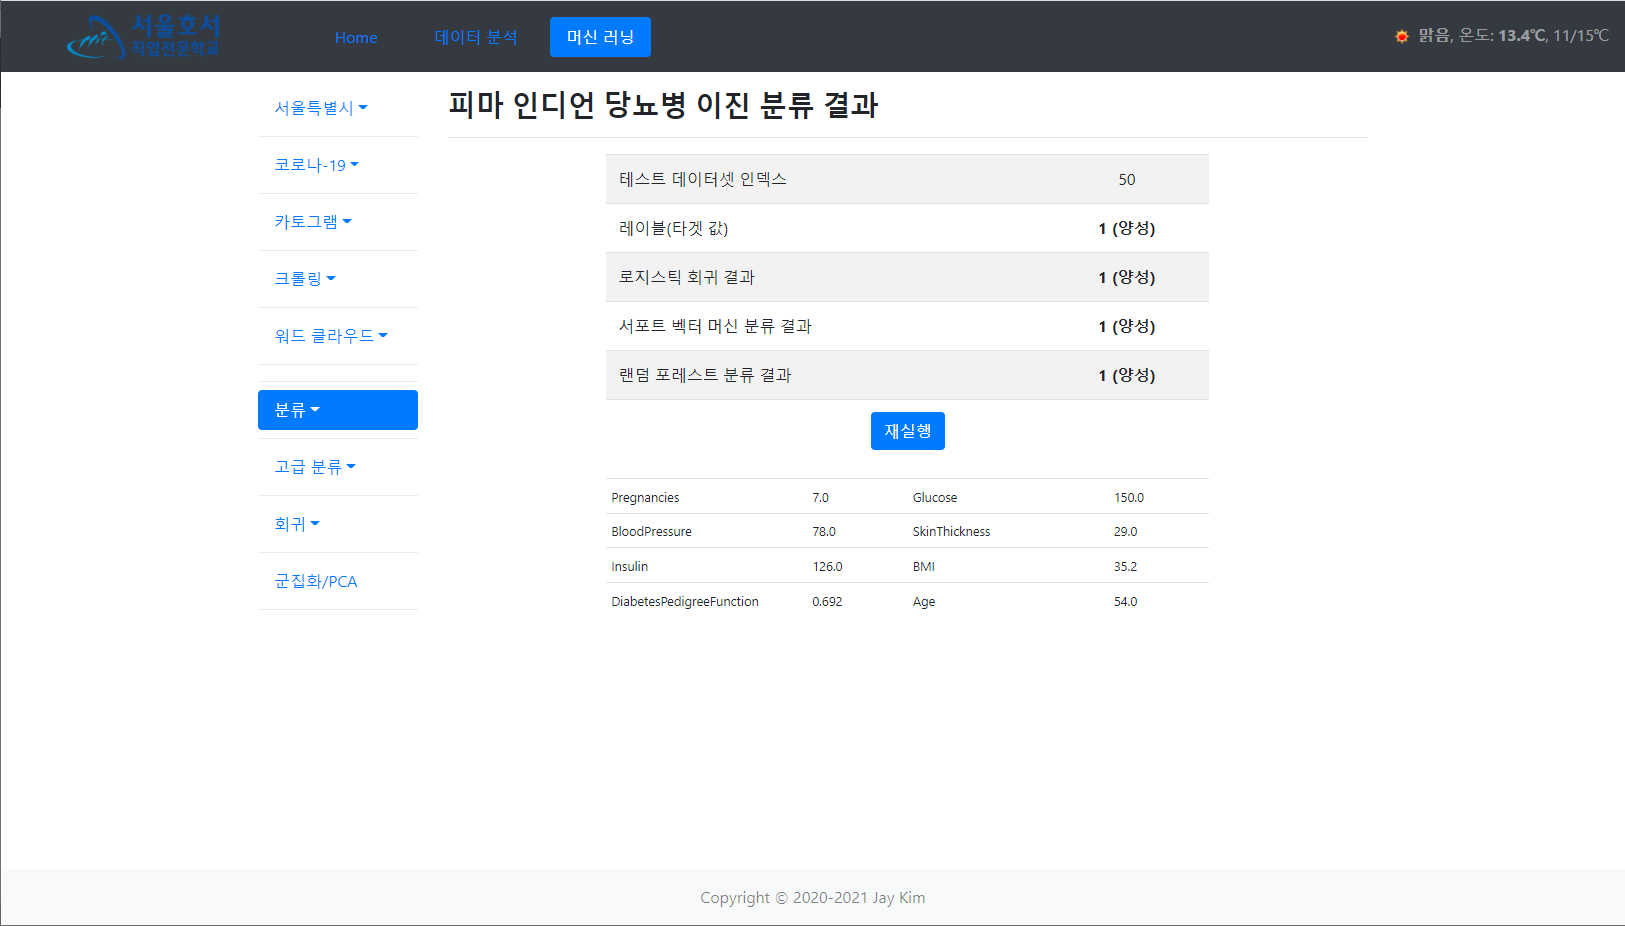 서울호서
직업전문학교
Home 데이터 분석 머신 러닝
맑음, 온도: 13.4℃, 11/15℃
서울특별시
코로나-19
카토그램
크롤링
워드 클라우드
분류
고급 분류
회귀
군집화/PCA
피마 인디언 당뇨병 이진 분류 결과
테스트 데이터셋 인덱스 50
레이블(타겟 값) 1 (양성)
로지스틱 회귀 결과 1 (양성)
서포트 벡터 머신 분류 결과 1 (양성)
랜덤 포레스트 분류 결과 1 (양성)
재실행
Pregnancies 7.0 Glucose 150.0
BloodPressure 78.0 SkinThickness 29.0
Insulin 126.0 BMI 35.2
DiabetesPedigreeFunction 0.692 Age 54.0
Copyright © 2020-2021 Jay Kim